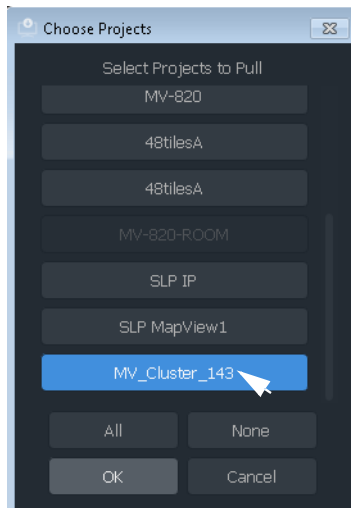 Choose Projects
Select Projects to Pull
MV-820
48tilesA
48tilesA
MV-820-ROOM
SLP IP
SLP MapView1
MV_Cluster_143
All None
OK Cancel